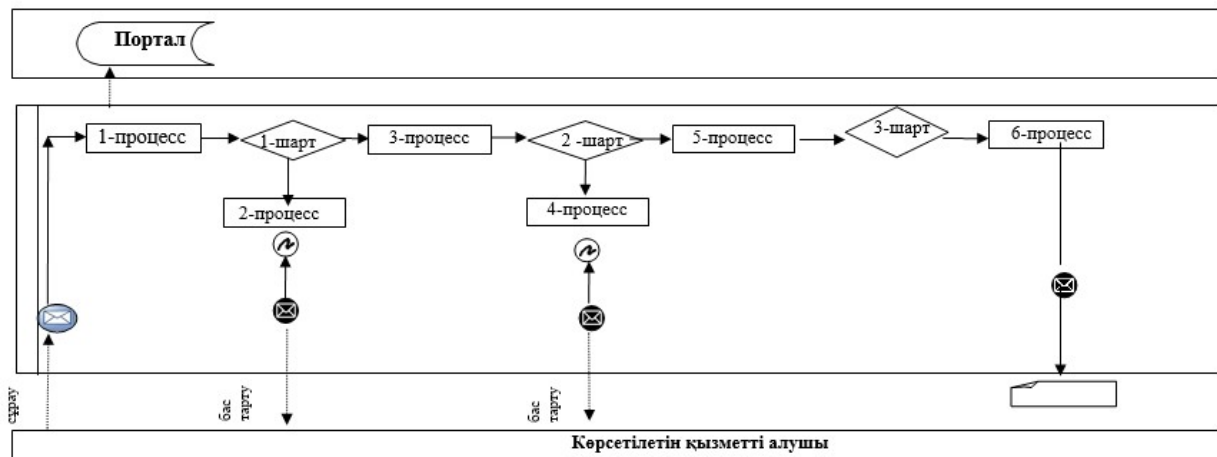 Портал
1-процесс
1-шарт
3-процесс
2 -шарт
5-процесс
3-шарт
6-процесс
2-процесс
4-процесс
сұрау
бас
тарту
бас
тарту
Көрсетілетін қызметті алушы